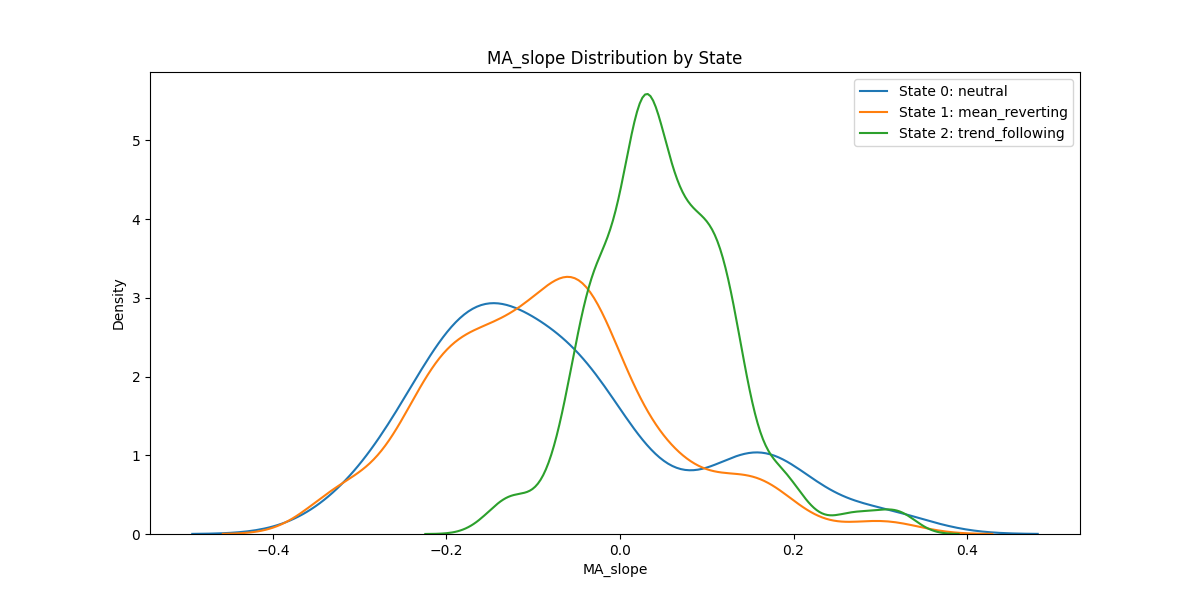 MA_slope Distribution by State
State 0: neutral
State 1: mean_reverting
State 2: trend_following
Density
5
4
3
2
1
0
−0.4 −0.2 0.0 0.2 0.4
MA_slope